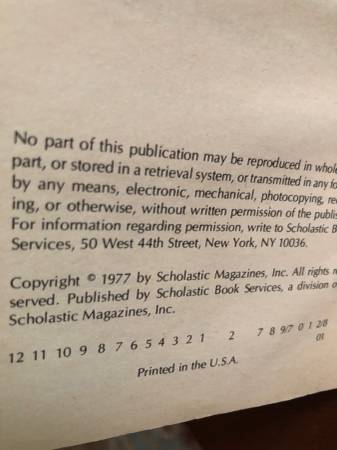 No part of this publication may be reproduced in whole
part, or stored in a retrieval system, or transmitted in any fo
by any means, electronic, mechanical, photocopying, re
ing, or otherwise, without written permission of the publis
For information regarding permission, write to Scholastic B
Services, 50 West 44th Street, New York, NY 10036.
Copyright © 1977 by Scholastic Magazines, Inc. All rights r
served. Published by Scholastic Book Services, a division o
Scholastic Magazines, Inc.
12 11 10 9 8 7 6 5 4 3 2 1 2 7 8 9/7 0 1 2/8
01
Printed in the U.S.A.